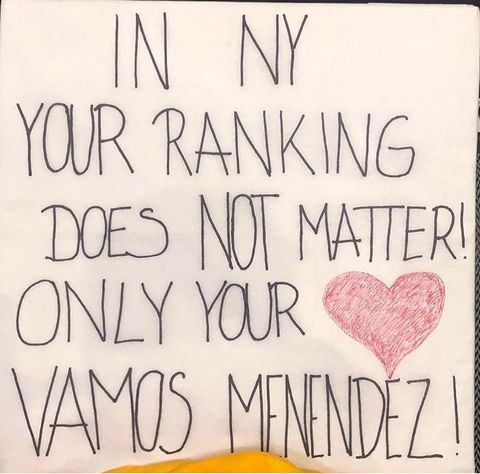 IN NY
YOUR RANKING
DOES NOT MATTER!
ONLY YOUR
VAMOS MENENDEZ!